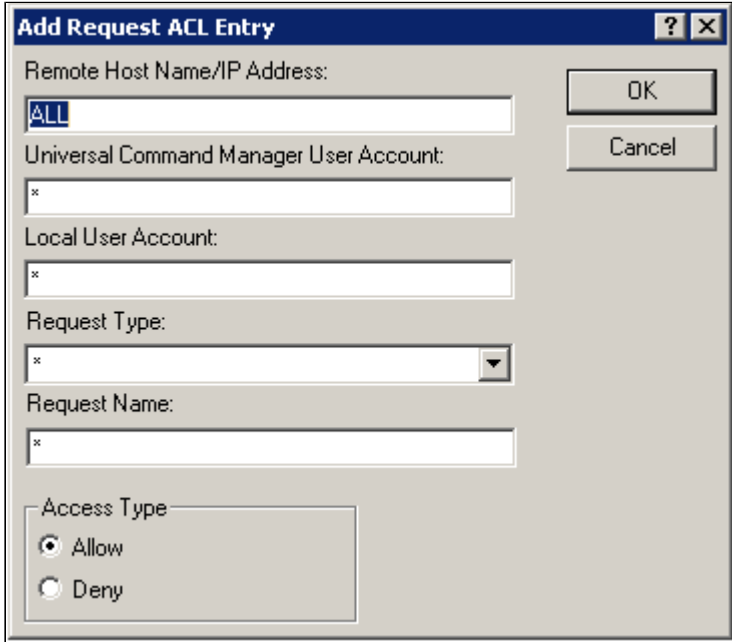 Add Request ACL Entry
Remote Host Name/IP Address:
ALL
OK
Universal Command Manager User Account:
Cancel
*
Local User Account:
*
Request Type:
*
Request Name:
*
Access Type
Allow
Deny